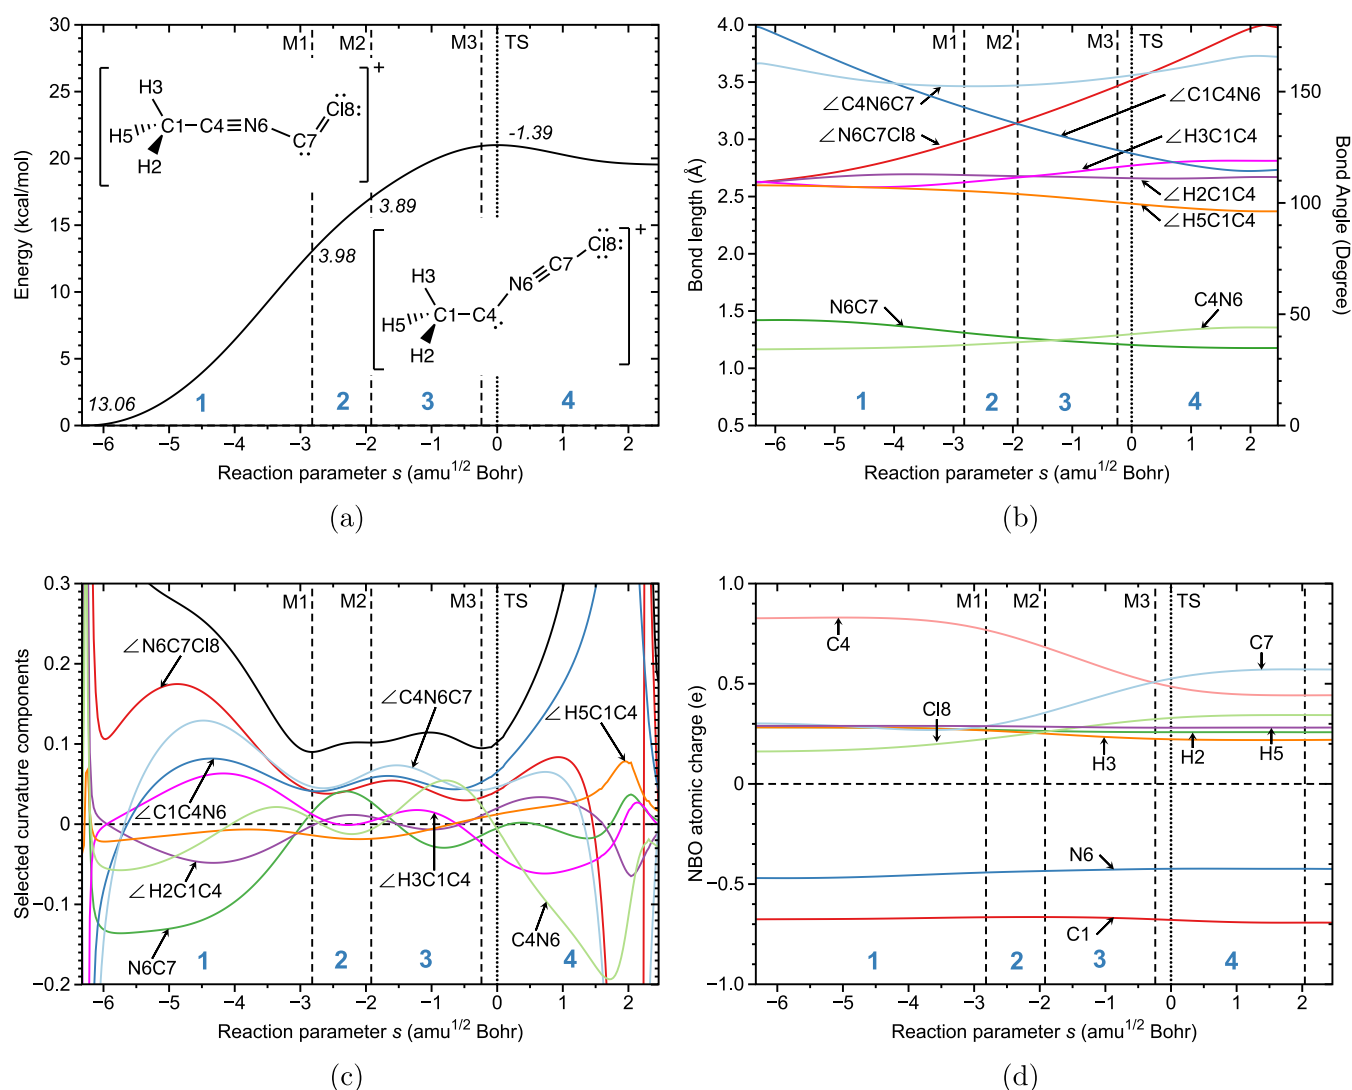 30
25
20
15
10
5
0
Energy (kcal/mol)
M1
M2
M3
TS
H3
H5
C1
C4
N6
C7
Cl8
H2
+
-1.39
3.89
3.98
13.06
H3
H5
C1
C4
N6
C7
Cl8
H2
+
1
2
3
4
−6 −5 −4 −3 −2 −1 0 1 2
Reaction parameter s (amu1/2 Bohr)
(a)
4.0
3.5
3.0
2.5
2.0
1.5
1.0
0.5
Bond length (Å)
M1
M2
M3
TS
∠C4N6C7
∠N6C7Cl8
∠C1C4N6
∠H3C1C4
∠H2C1C4
∠H5C1C4
N6C7
C4N6
150
100
50
0
Bond Angle (Degree)
1
2
3
4
−6 −5 −4 −3 −2 −1 0 1 2
Reaction parameter s (amu1/2 Bohr)
(b)
0.3
0.2
0.1
0
−0.1
−0.2
Selected curvature components
M1
M2
M3
TS
∠N6C7Cl8
∠C4N6C7
∠H5C1C4
∠C1C4N6
∠H2C1C4
∠H3C1C4
N6C7
C4N6
1
2
3
4
−6 −5 −4 −3 −2 −1 0 1 2
Reaction parameter s (amu1/2 Bohr)
(c)
1.0
0.5
0
−0.5
−1.0
NBO atomic charge (e)
M1
M2
M3
TS
C4
C7
Cl8
H3
H2
H5
N6
C1
1
2
3
4
−6 −5 −4 −3 −2 −1 0 1 2
Reaction parameter s (amu1/2 Bohr)
(d)